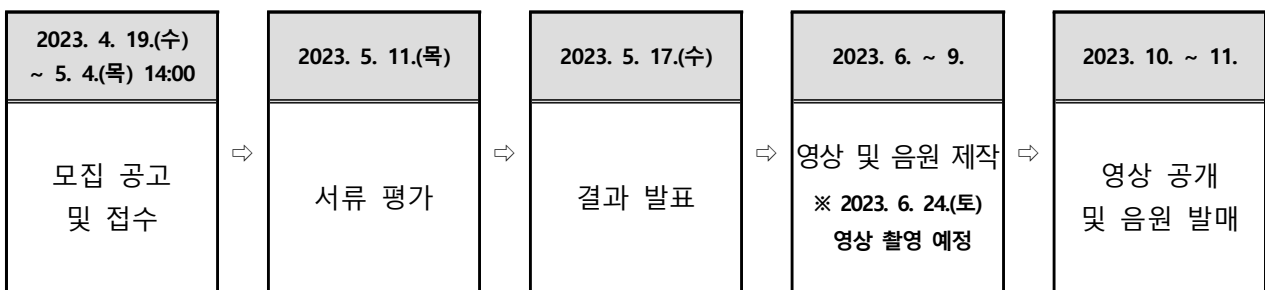 2023. 4. 19.(수)
~ 5. 4.(목) 14:00
모집 공고
및 접수
⇨
2023. 5. 11.(목)
서류 평가
⇨
2023. 5. 17.(수)
결과 발표
⇨
2023. 6. ~ 9.
영상 및 음원 제작
※ 2023. 6. 24.(토)
영상 촬영 예정
⇨
2023. 10. ~ 11.
영상 공개
및 음원 발매